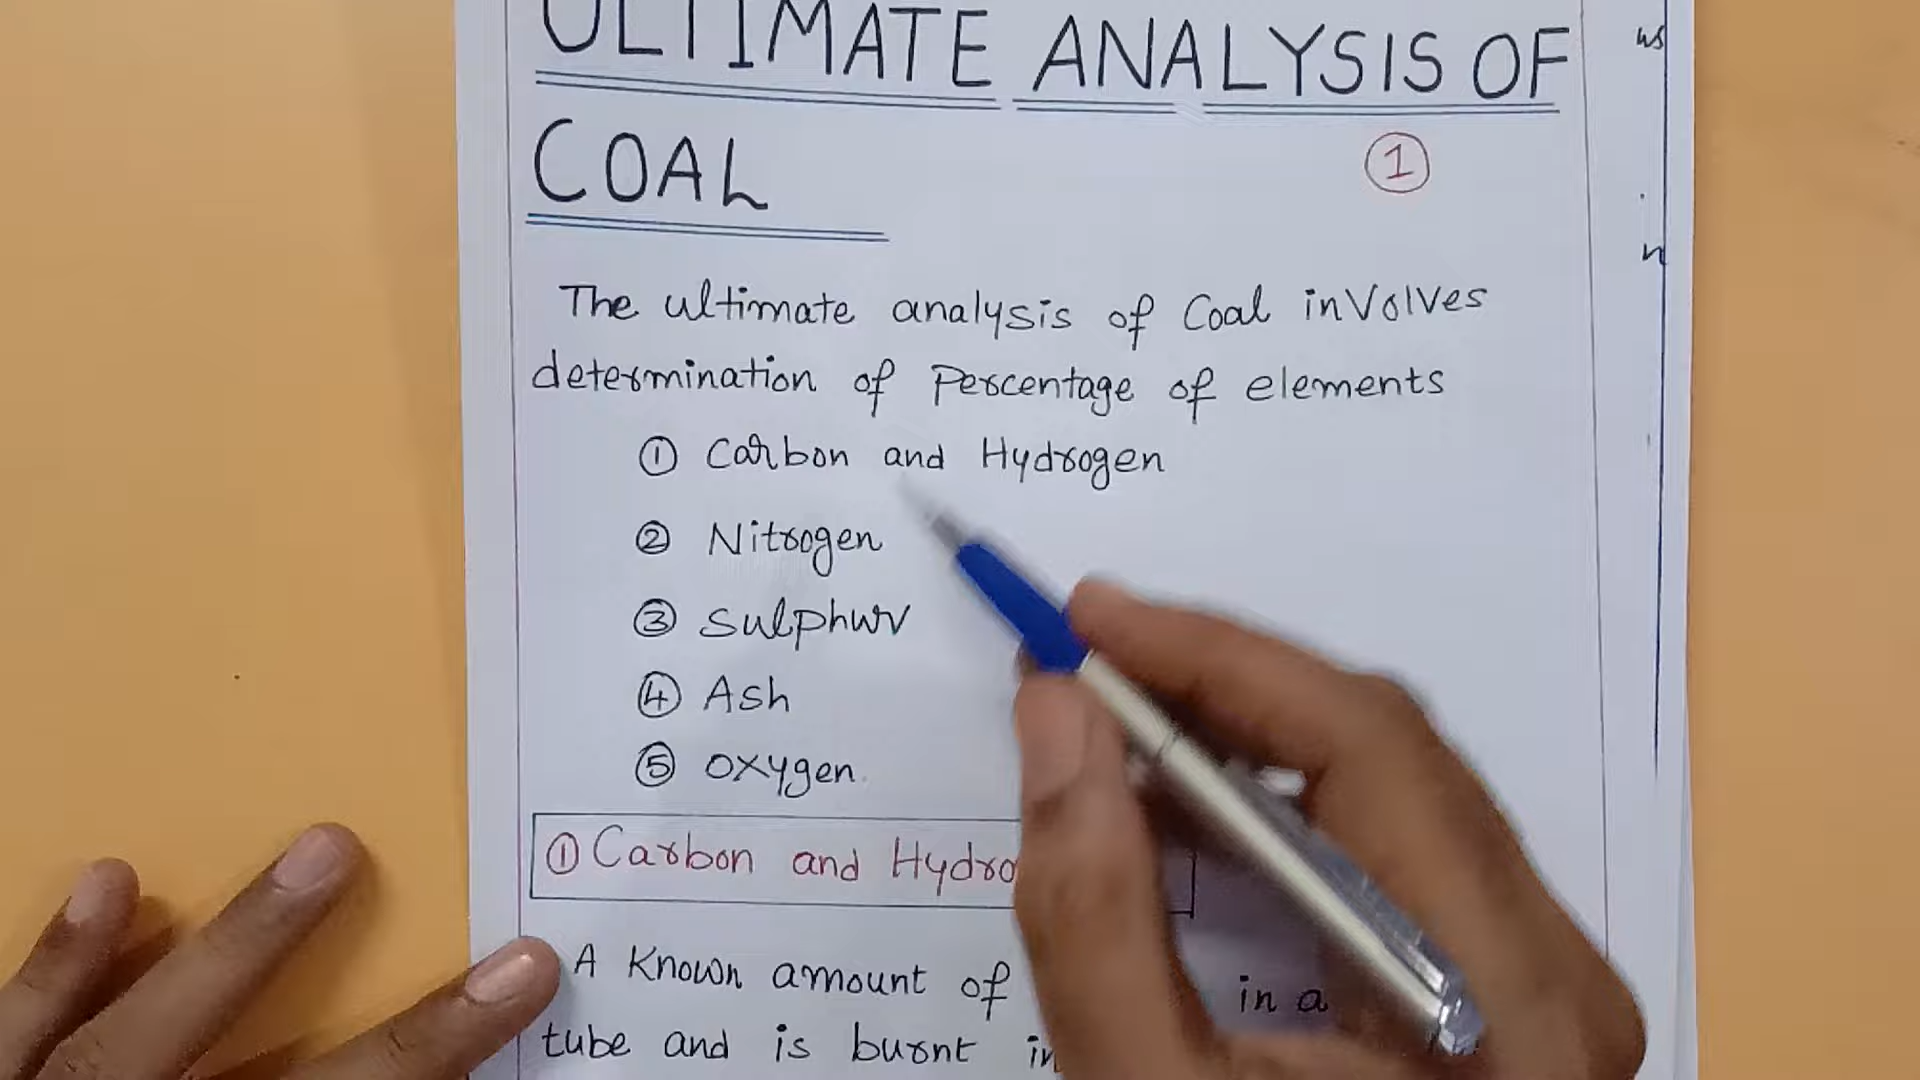 ULTIMATE ANALYSIS OF
COAL
①
The ultimate analysis of Coal involves
determination of Percentage of elements
① Carbon and Hydrogen
② Nitrogen
③ Sulphur
④ Ash
⑤ Oxygen
① Carbon and Hydro
A Known amount of in a
tube and is burnt in
ws
n